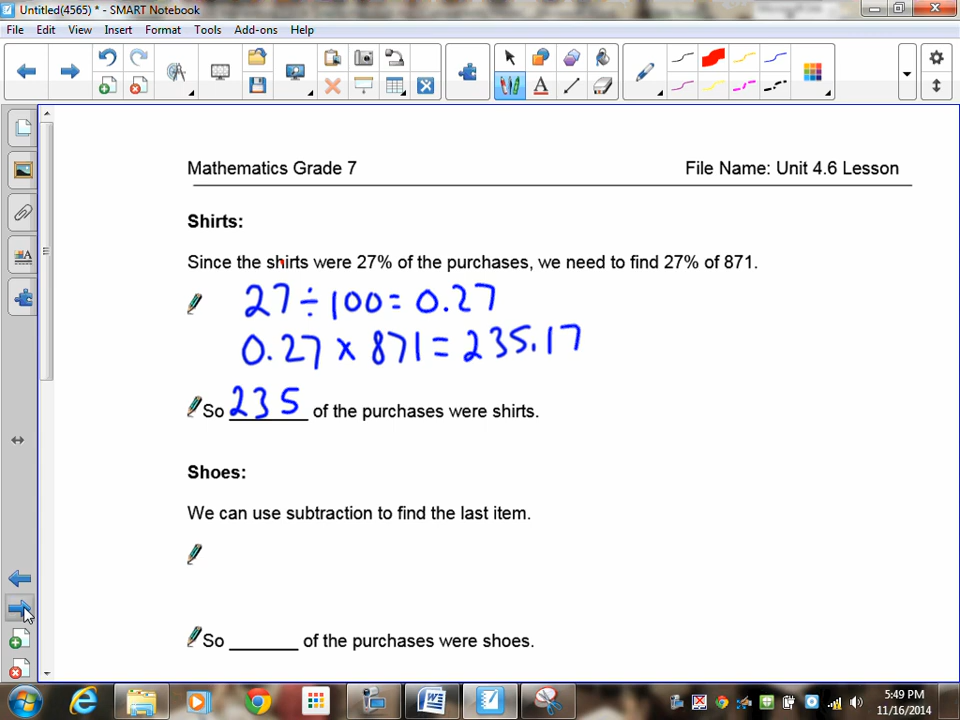 Untitled(4565) * - SMART Notebook
File Edit View Insert Format Tools Add-ons Help
Mathematics Grade 7 File Name: Unit 4.6 Lesson
Shirts:
Since the shirts were 27% of the purchases, we need to find 27% of 871.
27 ÷ 100 = 0.27
0.27 x 871 = 235.17
So 235 of the purchases were shirts.
Shoes:
We can use subtraction to find the last item.
So ______ of the purchases were shoes.
5:49 PM
11/16/2014